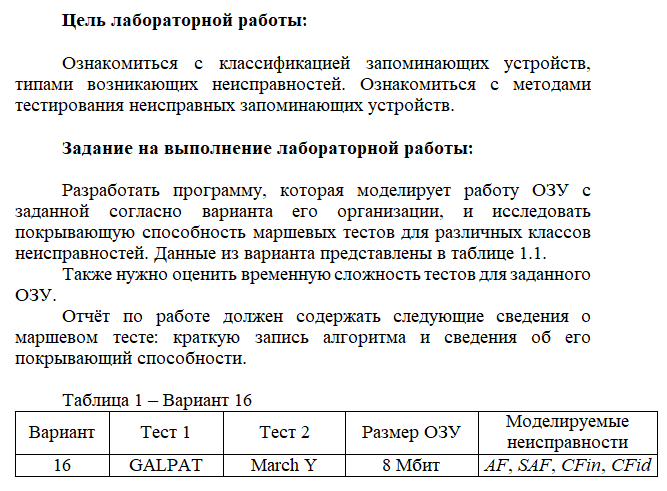 Цель лабораторной работы:
Ознакомиться с классификацией запоминающих устройств,
типами возникающих неисправностей. Ознакомиться с методами
тестирования неисправных запоминающих устройств.
Задание на выполнение лабораторной работы:
Разработать программу, которая моделирует работу ОЗУ с
заданной согласно варианта его организации, и исследовать
покрывающую способность маршевых тестов для различных классов
неисправностей. Данные из варианта представлены в таблице 1.1.
Также нужно оценить временную сложность тестов для заданного
ОЗУ.
Отчёт по работе должен содержать следующие сведения о
маршевом тесте: краткую запись алгоритма и сведения об его
покрывающий способности.
Таблица 1 – Вариант 16
Вариант Тест 1 Тест 2 Размер ОЗУ Моделируемые неисправности
16 GALPAT March Y 8 Мбит AF, SAF, CFin, CFid